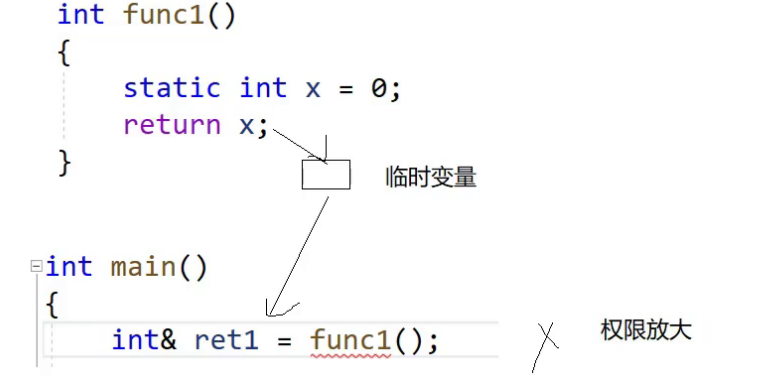 int func1()
{
static int x = 0;
return x;
}
临时变量
int main()
{
int& ret1 = func1();
权限放大